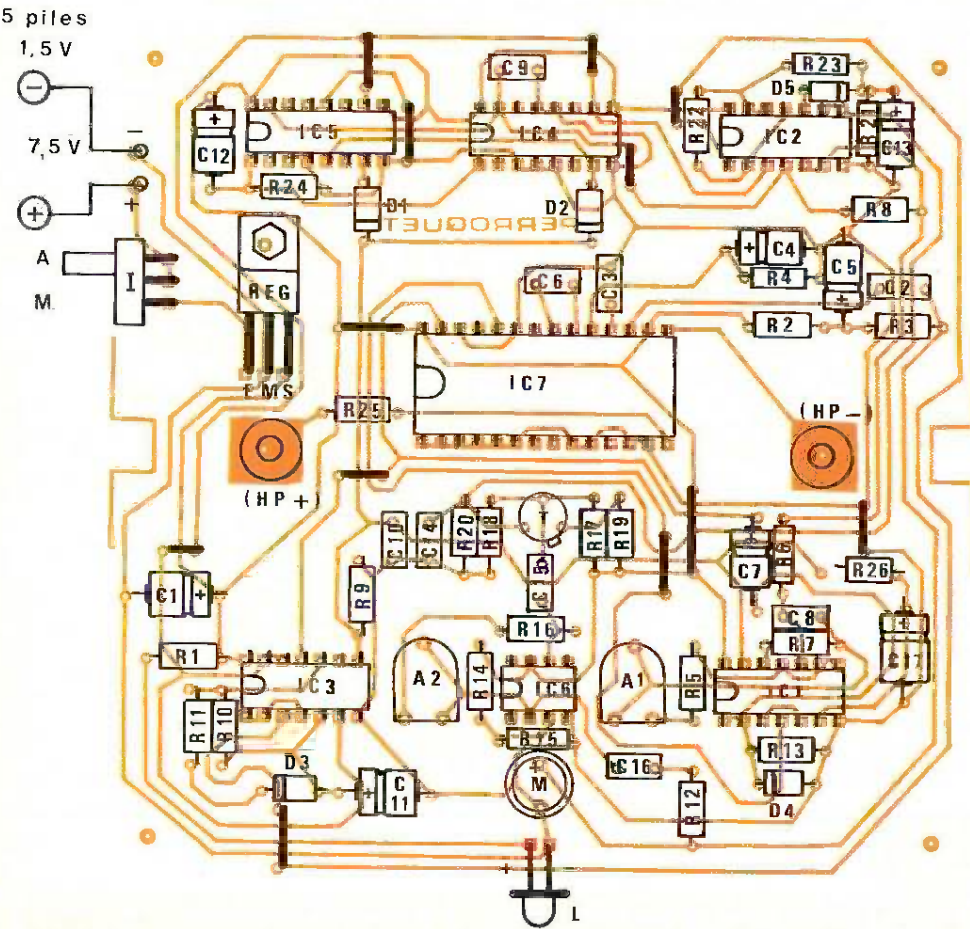 5 piles
1,5 V
−
7,5 V
−
+
+
A
I
M
REG
E M S
C9
R23
D5
IC5
IC4
R22
IC2
R21
C13
C12
R24
D1
D2
PERROQUET
R8
C4
C5
R4
C6
C3
C2
R2
R3
IC7
R25
(HP+)
(HP−)
C10
C14
R20
R18
T
R17
R19
C15
C7
R6
R26
C1
R9
R16
C8
R7
C17
R1
IC3
A2
R14
IC6
A1
R5
IC1
R11
R10
R15
R13
D3
C11
M
C16
R12
D4
+
L